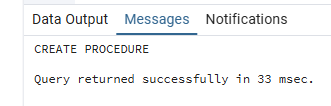 Data Output Messages Notifications
CREATE PROCEDURE
Query returned successfully in 33 msec.